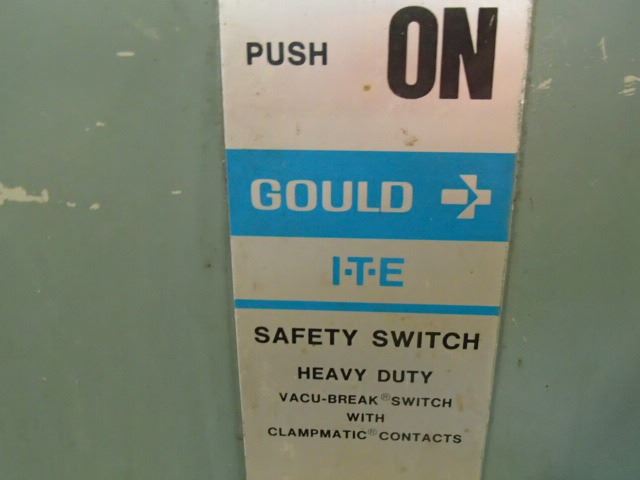 PUSH ON
GOULD
I-T-E
SAFETY SWITCH
HEAVY DUTY
VACU-BREAK® SWITCH
WITH
CLAMPMATIC® CONTACTS